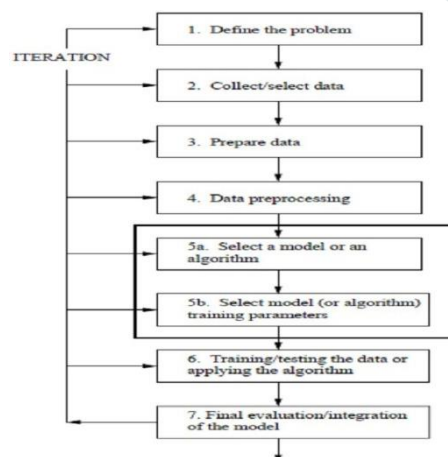 1. Define the problem
ITERATION
2. Collect/select data
3. Prepare data
4. Data preprocessing
5a. Select a model or an
algorithm
5b. Select model (or algorithm)
training parameters
6. Training/testing the data or
applying the algorithm
7. Final evaluation/integration
of the model